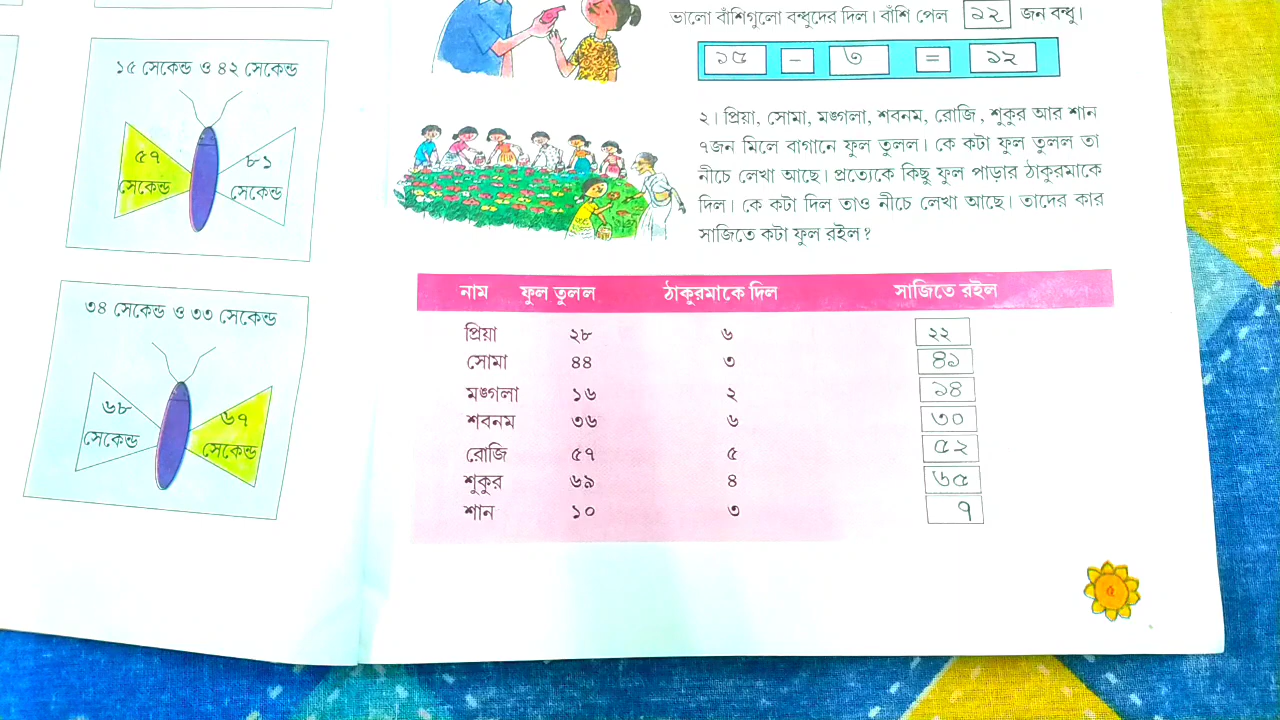 ১৫ সেকেন্ড ও ৪২ সেকেন্ড
৫৭ সেকেন্ড
৮১ সেকেন্ড
৩৪ সেকেন্ড ও ৩৩ সেকেন্ড
৬৮ সেকেন্ড
৬৭ সেকেন্ড
ভালো বাঁশিগুলো বন্ধুদের দিল। বাঁশি পেল ১২ জন বন্ধু।
১৫ – ৩ = ১২
২। প্রিয়া, সোমা, মঙ্গলা, শবনম, রোজি, শুকুর আর শান
৭জন মিলে বাগানে ফুল তুলল। কে কটা ফুল তুলল তা
নীচে লেখা আছে। প্রত্যেকে কিছু ফুল পাড়ার ঠাকুরমাকে
দিল। কে কটা দিল তাও নীচে লেখা আছে। তাদের কার
সাজিতে কটা ফুল রইল?
নাম ফুল তুলল ঠাকুরমাকে দিল সাজিতে রইল
প্রিয়া ২৮ ৬ ২২
সোমা ৪৪ ৩ ৪১
মঙ্গলা ১৬ ২ ১৪
শবনম ৩৬ ৬ ৩০
রোজি ৫৭ ৫ ৫২
শুকুর ৬৯ ৪ ৬৫
শান ১০ ৩ ৭
৫